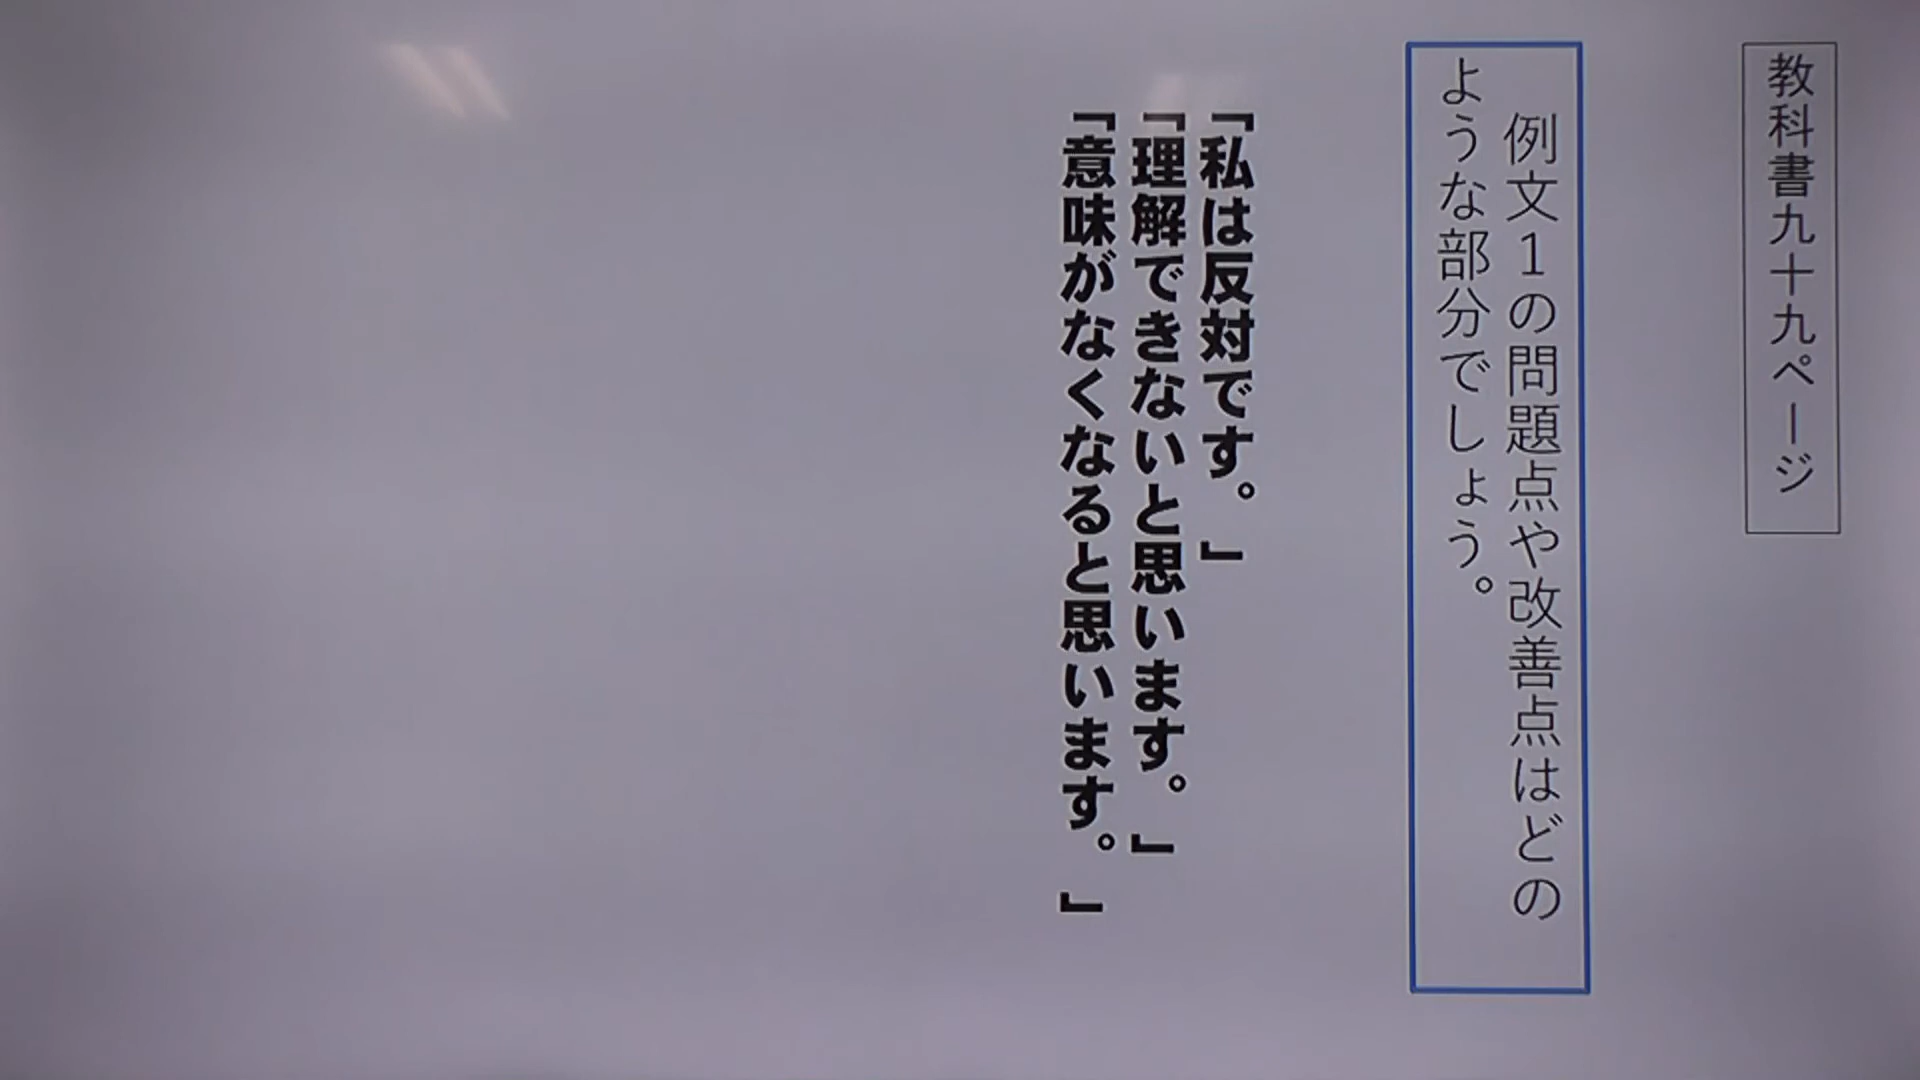 教科書九十九ページ
例文1の問題点や改善点はどの
ような部分でしょう。
「私は反対です。」
「理解できないと思います。」
「意味がなくなると思います。」